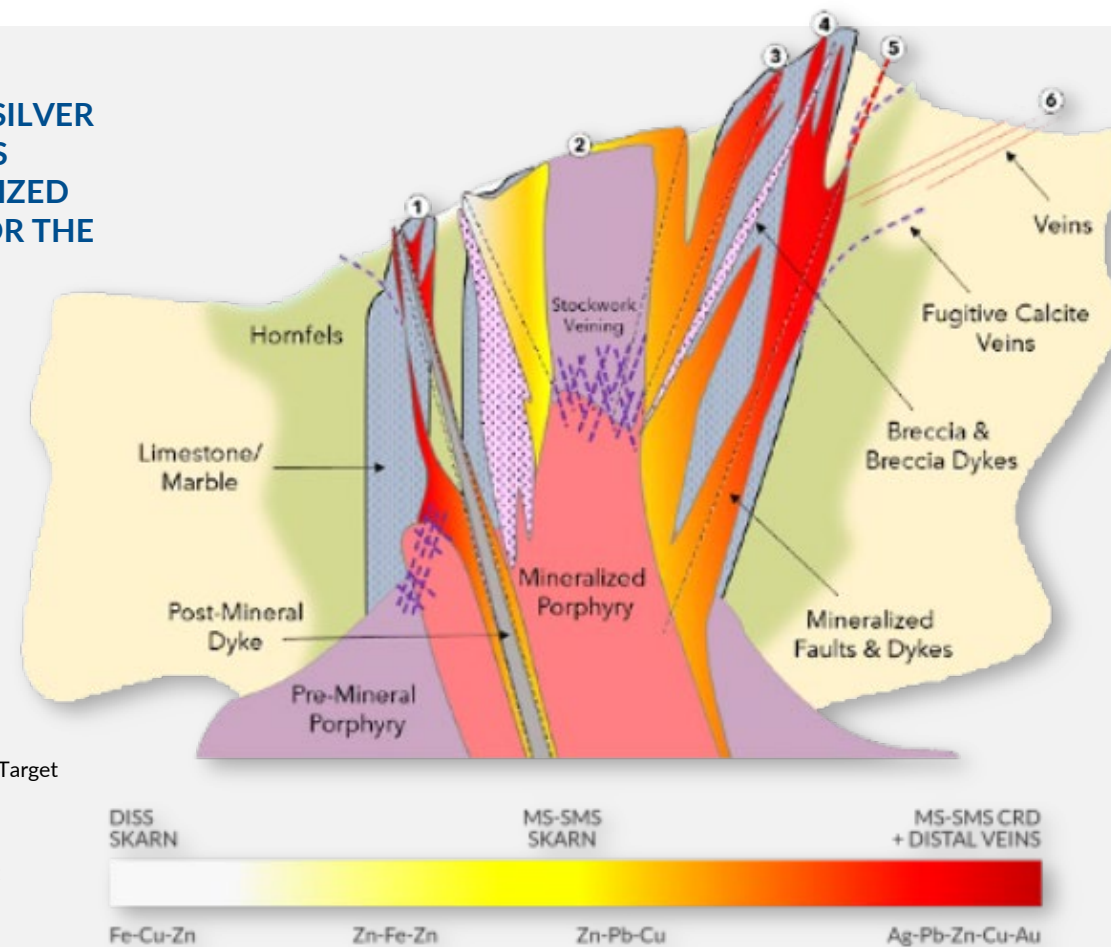 SILVER
S
IZED
OR THE
1
2
3
4
5
6
Veins
Hornfels
Stockwork
Veining
Fugitive Calcite
Veins
Limestone/
Marble
Breccia &
Breccia Dykes
Post-Mineral
Dyke
Mineralized
Porphyry
Mineralized
Faults & Dykes
Pre-Mineral
Porphyry
Target
DISS
SKARN
MS-SMS
SKARN
MS-SMS CRD
+ DISTAL VEINS
Fe-Cu-Zn
Zn-Fe-Zn
Zn-Pb-Cu
Ag-Pb-Zn-Cu-Au